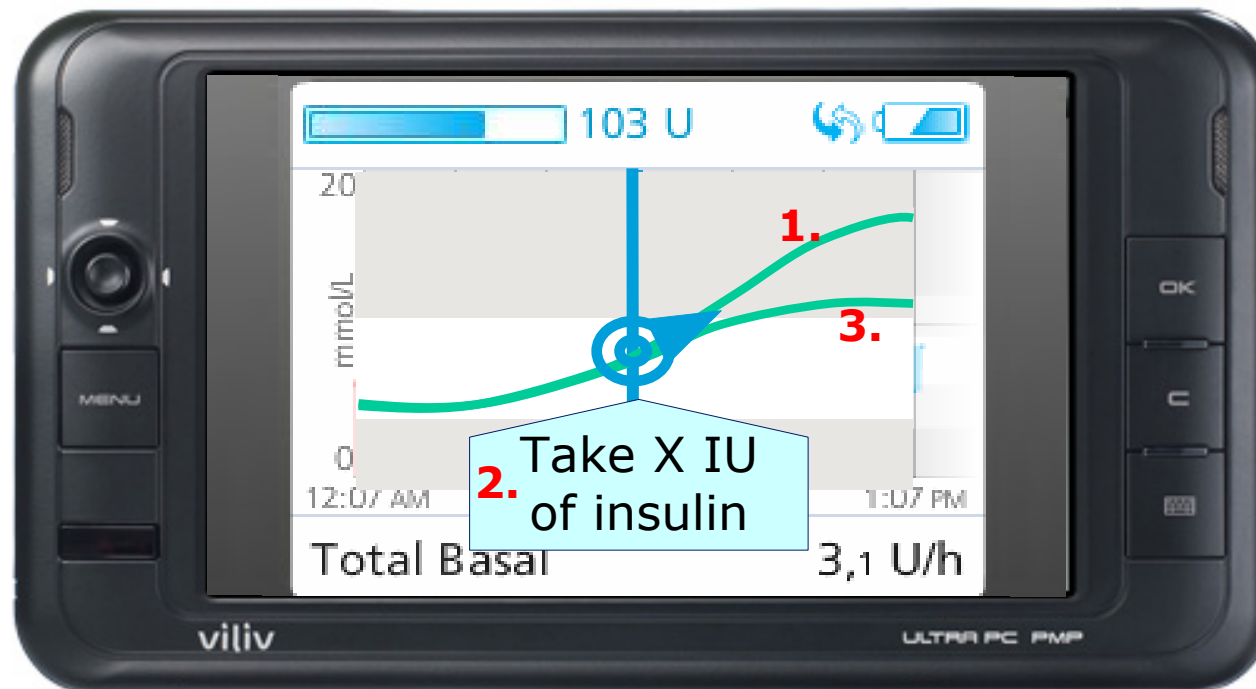 103 U
20
mmol/L
0
1.
3.
2.
Take X IU
of insulin
12:07 AM
1:07 PM
Total Basal
3,1 U/h
MENU
OK
C
viliv
ULTRA PC PMP